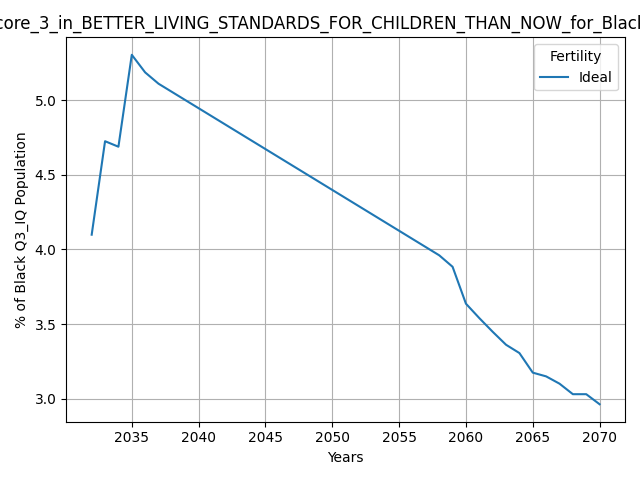 core_3_in_BETTER_LIVING_STANDARDS_FOR_CHILDREN_THAN_NOW_for_Black
Fertility
Ideal
% of Black Q3_IQ Population
5.0
4.5
4.0
3.5
3.0
2035 2040 2045 2050 2055 2060 2065 2070
Years